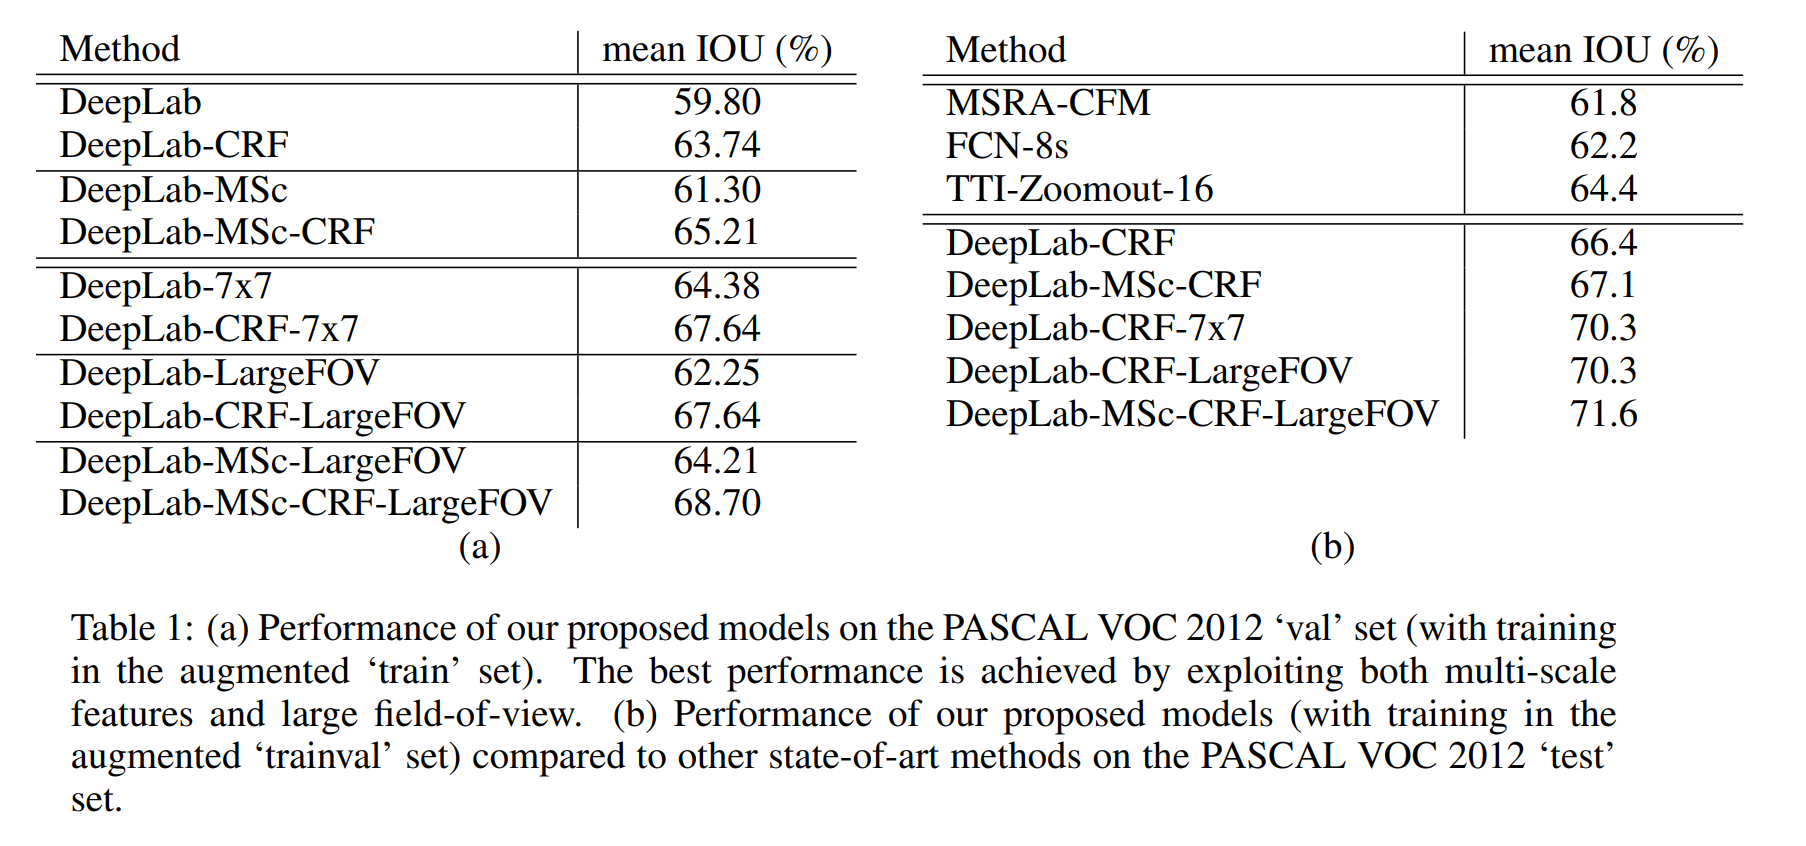 Method mean IOU (%)
DeepLab 59.80
DeepLab-CRF 63.74
DeepLab-MSc 61.30
DeepLab-MSc-CRF 65.21
DeepLab-7x7 64.38
DeepLab-CRF-7x7 67.64
DeepLab-LargeFOV 62.25
DeepLab-CRF-LargeFOV 67.64
DeepLab-MSc-LargeFOV 64.21
DeepLab-MSc-CRF-LargeFOV 68.70
(a)
Method mean IOU (%)
MSRA-CFM 61.8
FCN-8s 62.2
TTI-Zoomout-16 64.4
DeepLab-CRF 66.4
DeepLab-MSc-CRF 67.1
DeepLab-CRF-7x7 70.3
DeepLab-CRF-LargeFOV 70.3
DeepLab-MSc-CRF-LargeFOV 71.6
(b)
Table 1: (a) Performance of our proposed models on the PASCAL VOC 2012 ‘val’ set (with training
in the augmented ‘train’ set). The best performance is achieved by exploiting both multi-scale
features and large field-of-view. (b) Performance of our proposed models (with training in the
augmented ‘trainval’ set) compared to other state-of-art methods on the PASCAL VOC 2012 ‘test’
set.